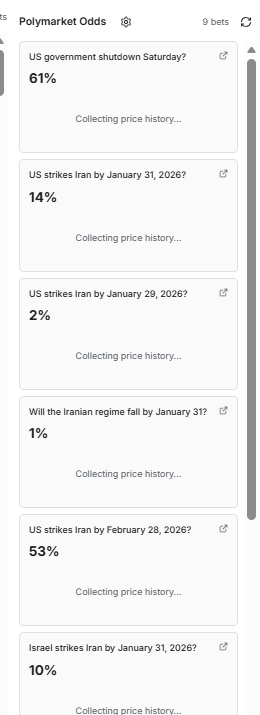 ts
Polymarket Odds
9 bets
US government shutdown Saturday?
61%
Collecting price history...
US strikes Iran by January 31, 2026?
14%
Collecting price history...
US strikes Iran by January 29, 2026?
2%
Collecting price history...
Will the Iranian regime fall by January 31?
1%
Collecting price history...
US strikes Iran by February 28, 2026?
53%
Collecting price history...
Israel strikes Iran by January 31, 2026?
10%
Collecting price history...